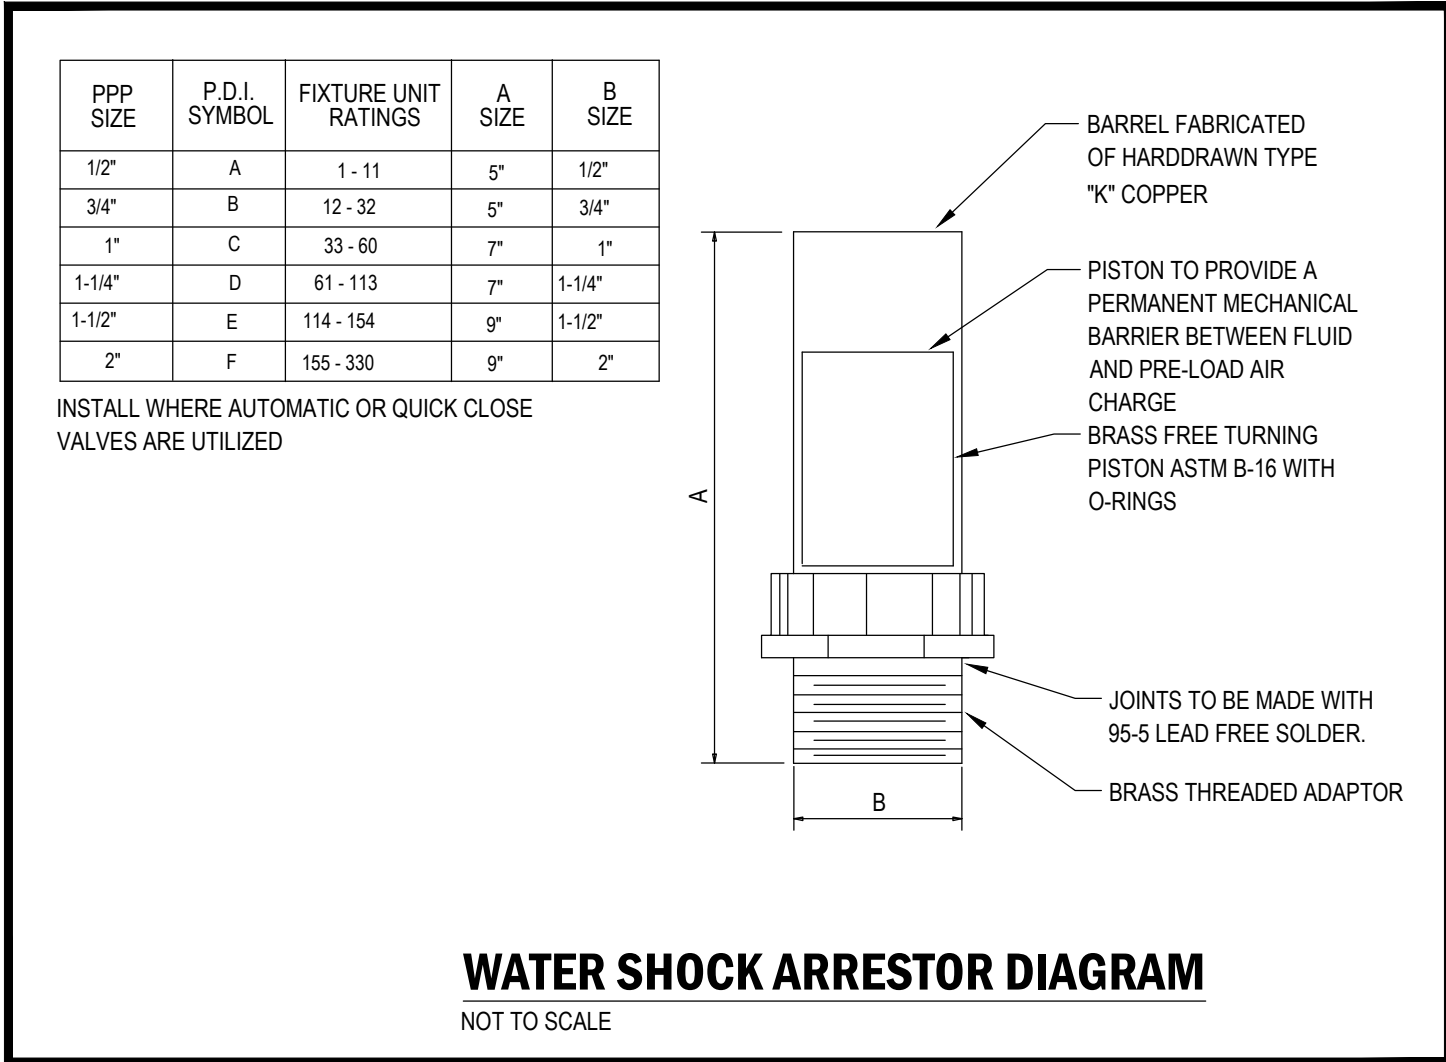 PPP SIZE P.D.I. SYMBOL FIXTURE UNIT RATINGS A SIZE B SIZE
1/2" A 1 - 11 5" 1/2"
3/4" B 12 - 32 5" 3/4"
1" C 33 - 60 7" 1"
1-1/4" D 61 - 113 7" 1-1/4"
1-1/2" E 114 - 154 9" 1-1/2"
2" F 155 - 330 9" 2"
INSTALL WHERE AUTOMATIC OR QUICK CLOSE
VALVES ARE UTILIZED
BARREL FABRICATED
OF HARDDRAWN TYPE
"K" COPPER
PISTON TO PROVIDE A
PERMANENT MECHANICAL
BARRIER BETWEEN FLUID
AND PRE-LOAD AIR
CHARGE
BRASS FREE TURNING
PISTON ASTM B-16 WITH
O-RINGS
A
JOINTS TO BE MADE WITH
95-5 LEAD FREE SOLDER.
BRASS THREADED ADAPTOR
B
WATER SHOCK ARRESTOR DIAGRAM
NOT TO SCALE